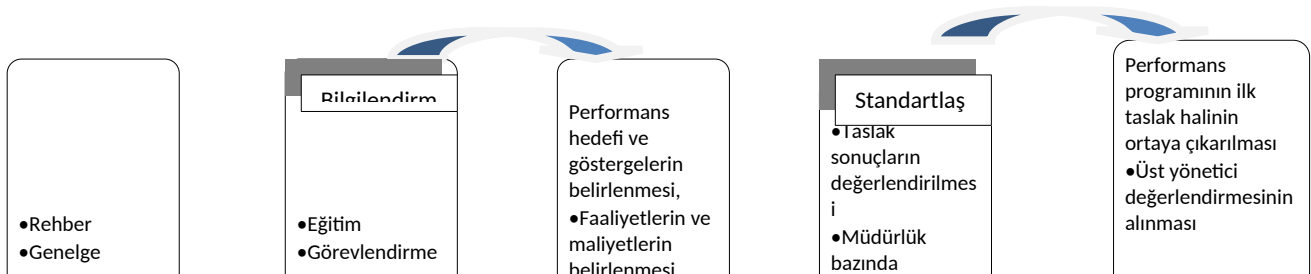 •Rehber
•Genelge
Bilgilendirm
•Eğitim
•Görevlendirme
Performans
hedefi ve
göstergelerin
belirlenmesi,
•Faaliyetlerin ve
maliyetlerin
belirlenmesi
Standartlaş
•Taslak
sonuçların
değerlendirilmes
i
•Müdürlük
bazında
Performans
programının ilk
taslak halinin
ortaya çıkarılması
•Üst yönetici
değerlendirmesinin
alınması